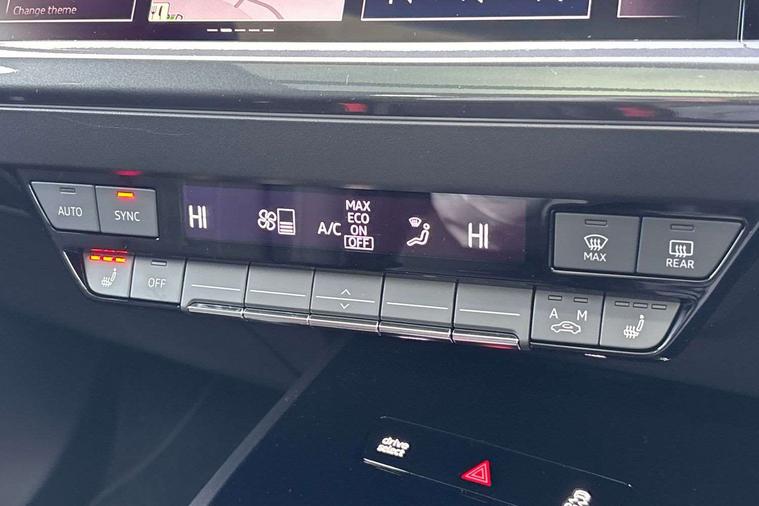 Change theme
AUTO
SYNC
HI
A/C
MAX
ECO
ON
OFF
HI
MAX
REAR
OFF
A M
drive
select